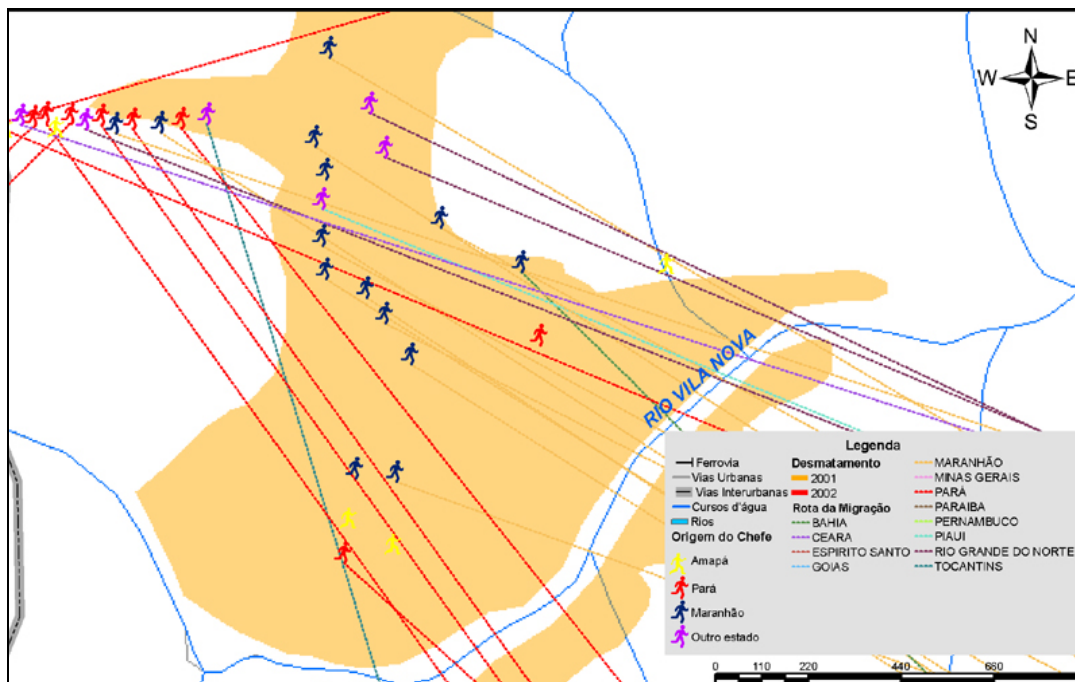 N
W E
S
RIO VILA NOVA
Legenda
Ferrovia
Vias Urbanas
Vias Interurbanas
Cursos d'água
Rios
Origem do Chefe
Amapá
Pará
Maranhão
Outro estado
Desmatamento
2001
2002
Rota da Migração
BAHIA
CEARA
ESPIRITO SANTO
GOIAS
MARANHÃO
MINAS GERAIS
PARÁ
PARAIBA
PERNAMBUCO
PIAUI
RIO GRANDE DO NORTE
TOCANTINS
0 110 220 440 660